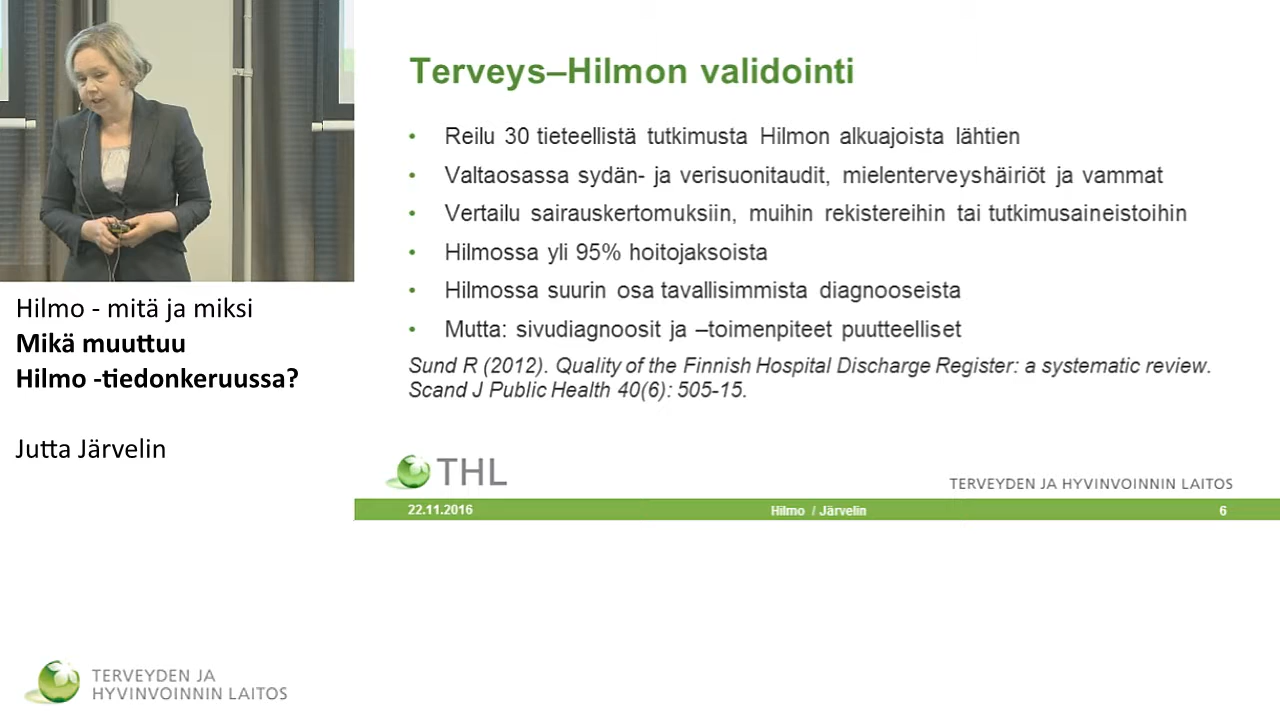 Terveys–Hilmon validointi
• Reilu 30 tieteellistä tutkimusta Hilmon alkuajoista lähtien
• Valtaosassa sydän- ja verisuonitaudit, mielenterveyshäiriöt ja vammat
• Vertailu sairauskertomuksiin, muihin rekistereihin tai tutkimusaineistoihin
• Hilmossa yli 95% hoitojaksoista
• Hilmossa suurin osa tavallisimmista diagnooseista
• Mutta: sivudiagnoosit ja –toimenpiteet puutteelliset
Sund R (2012). Quality of the Finnish Hospital Discharge Register: a systematic review.
Scand J Public Health 40(6): 505-15.
THL
TERVEYDEN JA HYVINVOINNIN LAITOS
22.11.2016 Hilmo / Järvelin 6
Hilmo - mitä ja miksi
Mikä muuttuu
Hilmo -tiedonkeruussa?
Jutta Järvelin
TERVEYDEN JA
HYVINVOINNIN LAITOS